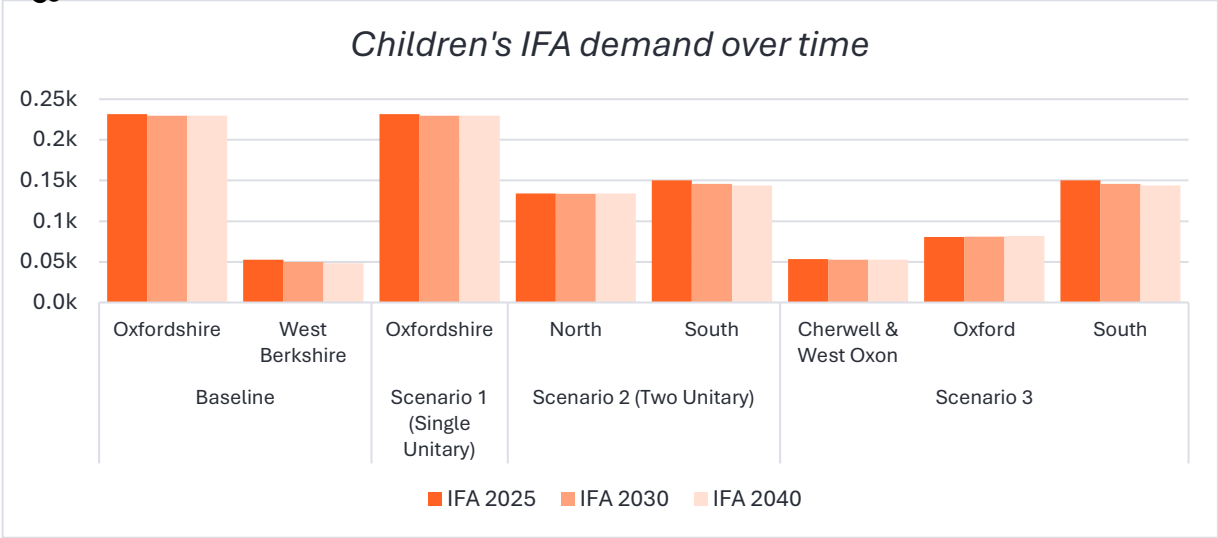 Children's IFA demand over time
0.25k
0.2k
0.15k
0.1k
0.05k
0.0k
Oxfordshire
West
Berkshire
Oxfordshire
North
South
Cherwell &
West Oxon
Oxford
South
Baseline
Scenario 1
(Single
Unitary)
Scenario 2 (Two Unitary)
Scenario 3
IFA 2025
IFA 2030
IFA 2040